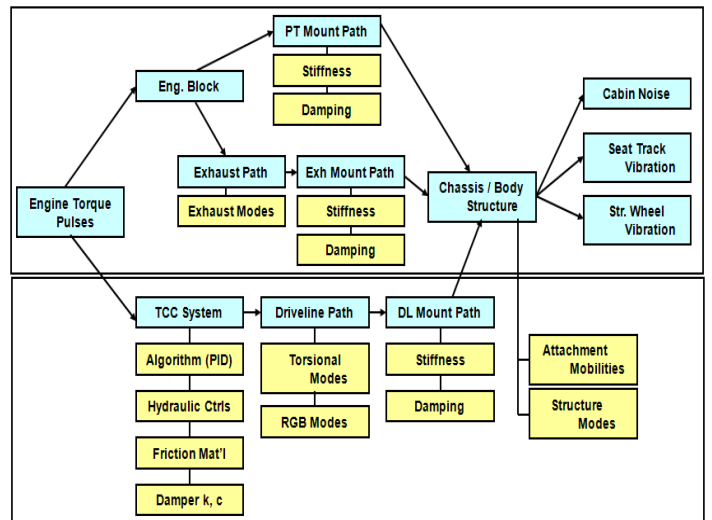 PT Mount Path
Stiffness
Damping
Eng. Block
Cabin Noise
Seat Track
Vibration
Str. Wheel
Vibration
Exhaust Path
Exhaust Modes
Exh Mount Path
Stiffness
Damping
Chassis / Body
Structure
Engine Torque
Pulses
TCC System
Algorithm (PID)
Hydraulic Ctrls
Friction Mat'l
Damper k, c
Driveline Path
Torsional
Modes
RGB Modes
DL Mount Path
Stiffness
Damping
Attachment
Mobilities
Structure
Modes